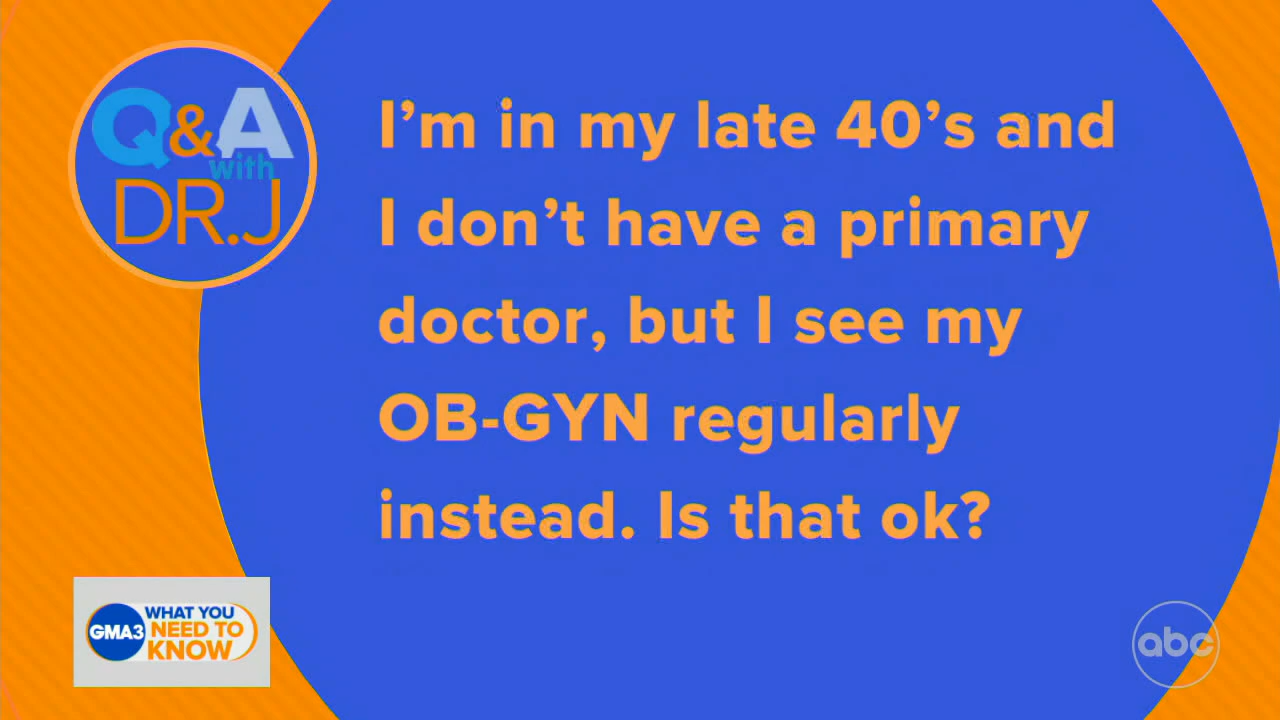 Q&A
with
DR.J
I'm in my late 40's and
I don't have a primary
doctor, but I see my
OB-GYN regularly
instead. Is that ok?
GMA3
WHAT YOU
NEED TO
KNOW
abc